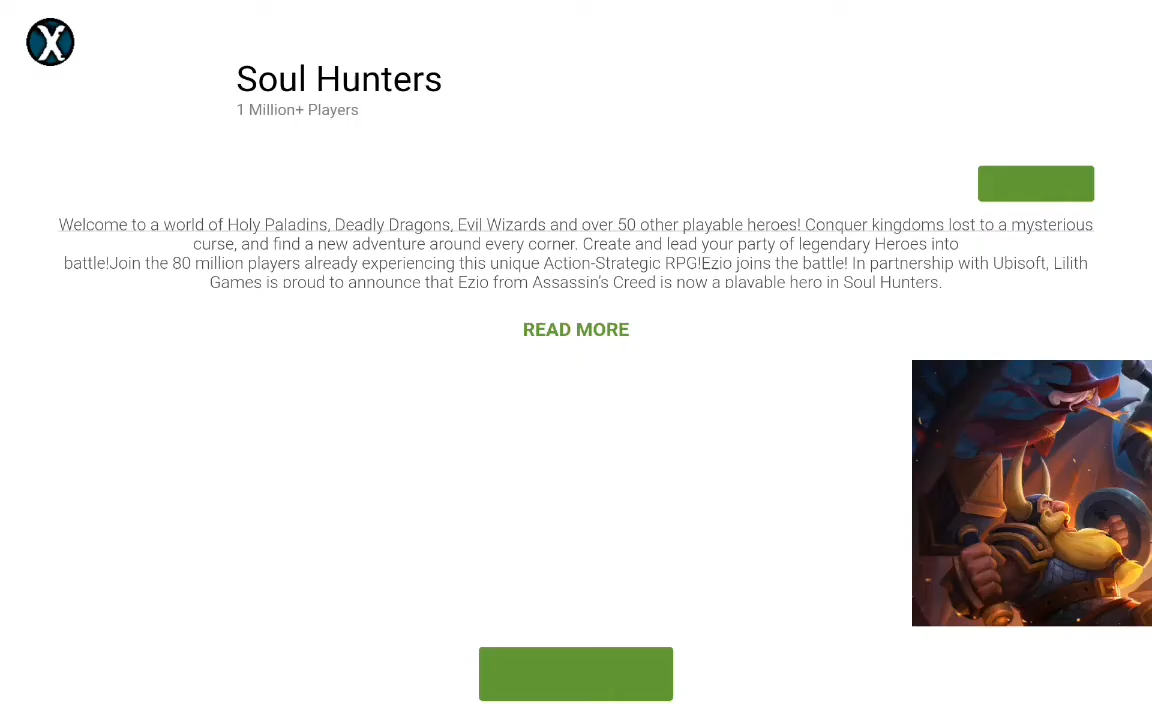 X
Soul Hunters
1 Million+ Players
Welcome to a world of Holy Paladins, Deadly Dragons, Evil Wizards and over 50 other playable heroes! Conquer kingdoms lost to a mysterious
curse, and find a new adventure around every corner. Create and lead your party of legendary Heroes into
battle!Join the 80 million players already experiencing this unique Action-Strategic RPG!Ezio joins the battle! In partnership with Ubisoft, Lilith
Games is proud to announce that Ezio from Assassin's Creed is now a playable hero in Soul Hunters.
READ MORE